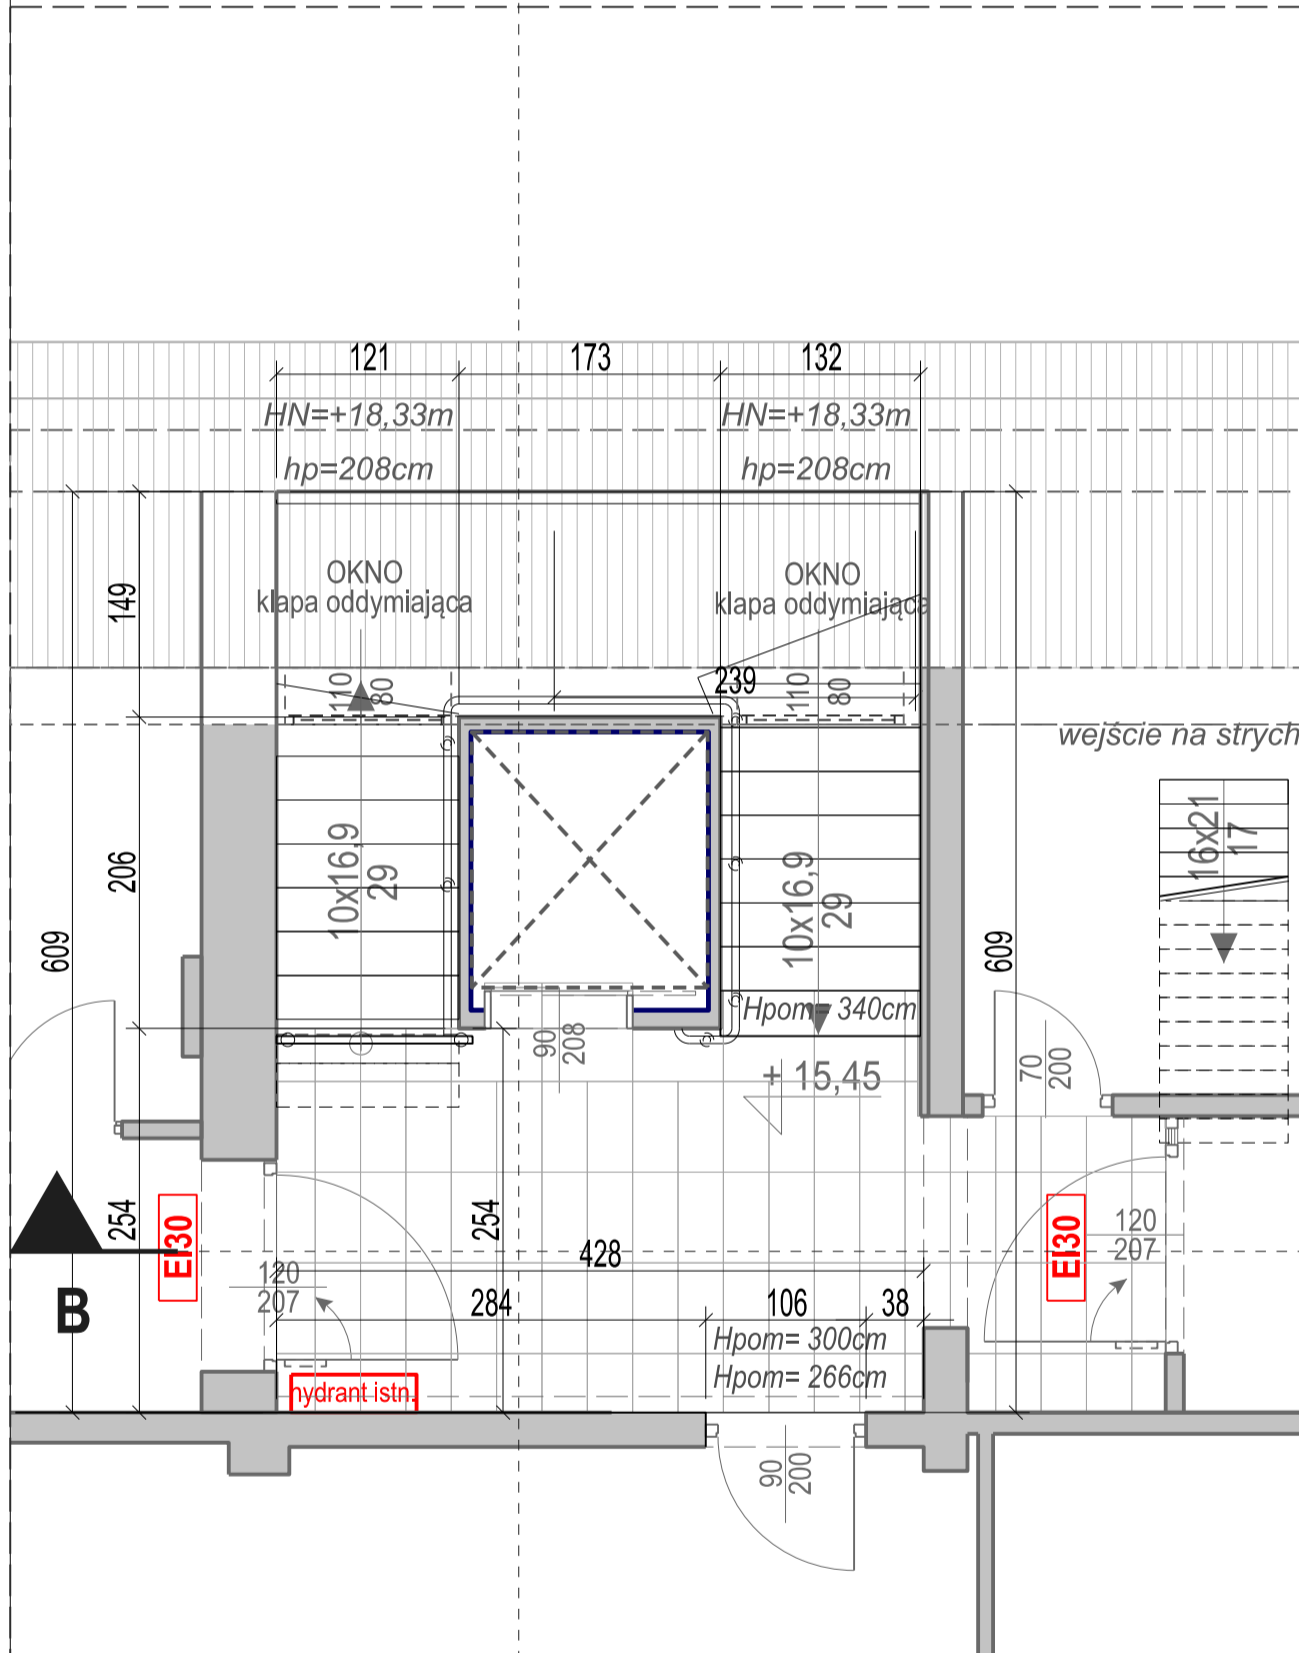 121
173
132
HN=+18,33m
HN=+18,33m
hp=208cm
hp=208cm
OKNO
klapa oddymiająca
OKNO
klapa oddymiająca
149
110
80
239
110
80
wejście na strych
206
10x16,9
29
10x16,9
29
16x21
17
609
609
Hpom= 340cm
90
208
+ 15,45
70
200
254
EI30
254
428
EI30
120
207
120
207
B
284
106
38
Hpom= 300cm
Hpom= 266cm
hydrant istn.
90
200